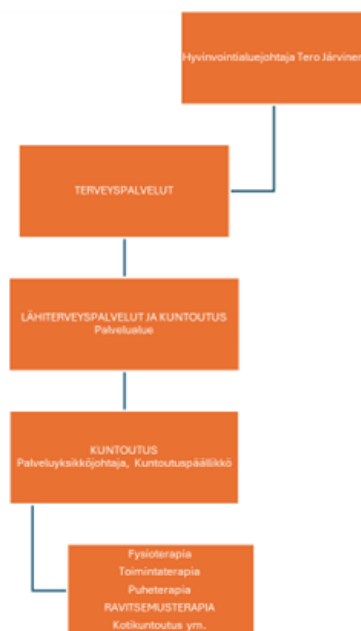 Hyvinvointialuejohtaja Tero Järvinen
TERVEYSPALVELUT
LÄHITERVEYSPALVELUT JA KUNTOUTUS
Palvelualue
KUNTOUTUS
Palveluyksikköjohtaja, Kuntoutuspäällikkö
Fysioterapia
Toimintaterapia
Puheterapia
RAVITSEMUSTERAPIA
Kotikuntoutus ym.